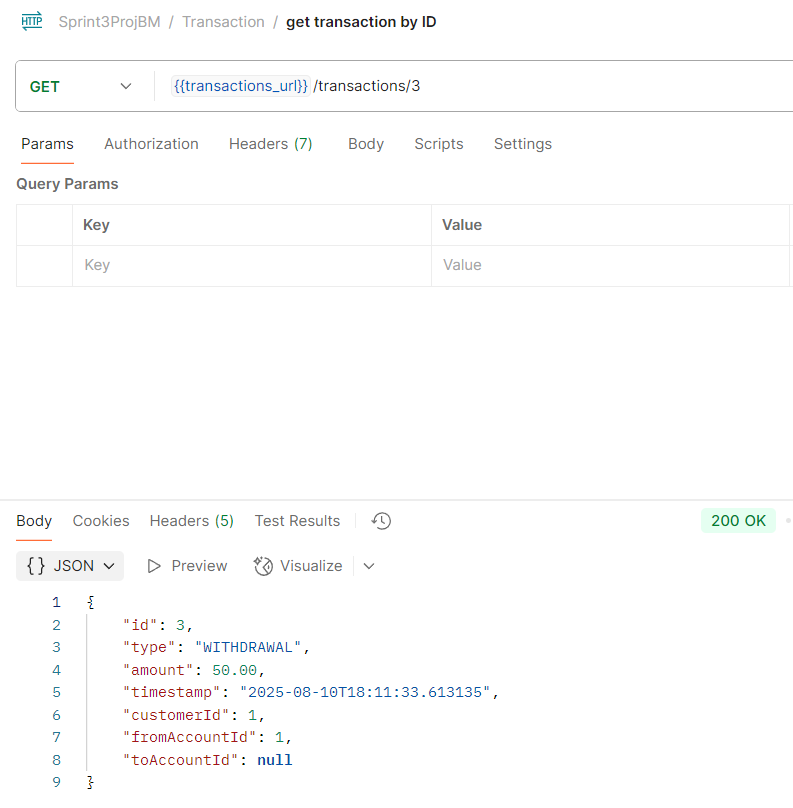 HTTP Sprint3ProjBM / Transaction / get transaction by ID
GET {{transactions_url}} /transactions/3
Params Authorization Headers (7) Body Scripts Settings
Query Params
Key Value
Key Value
Body Cookies Headers (5) Test Results 200 OK
{} JSON Preview Visualize
1 {
2 "id": 3,
3 "type": "WITHDRAWAL",
4 "amount": 50.00,
5 "timestamp": "2025-08-10T18:11:33.613135",
6 "customerId": 1,
7 "fromAccountId": 1,
8 "toAccountId": null
9 }